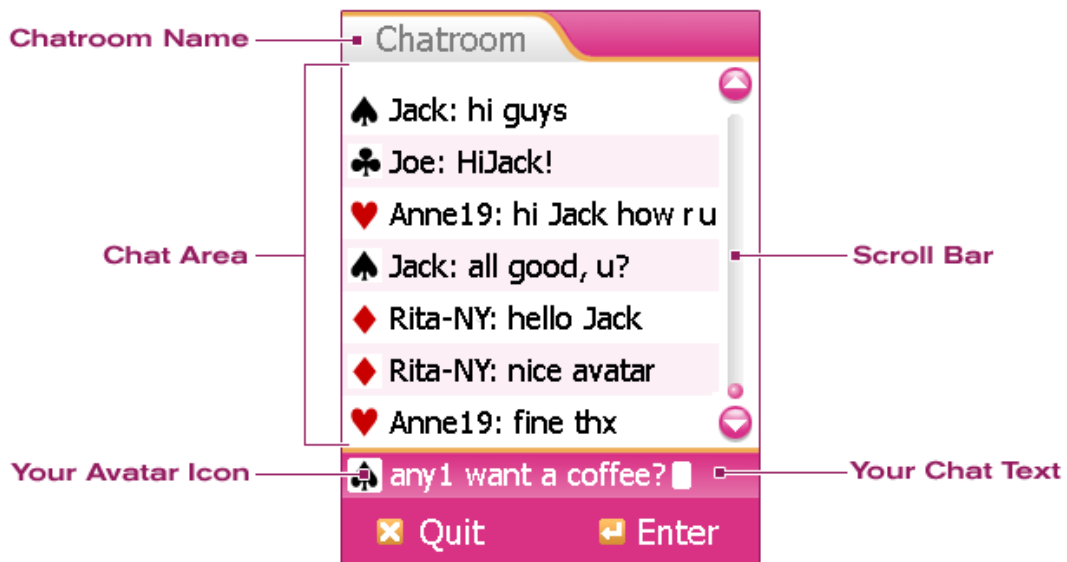 Chatroom Name
Chatroom
Jack: hi guys
Joe: HiJack!
Anne19: hi Jack how r u
Chat Area
Jack: all good, u?
Scroll Bar
Rita-NY: hello Jack
Rita-NY: nice avatar
Anne19: fine thx
Your Avatar Icon
any1 want a coffee?
Your Chat Text
Quit
Enter